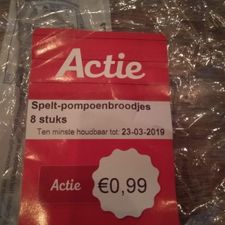 Actie
Spelt-pompoenbroodjes
8 stuks
Ten minste houdbaar tot: 23-03-2019
Actie
€0,99